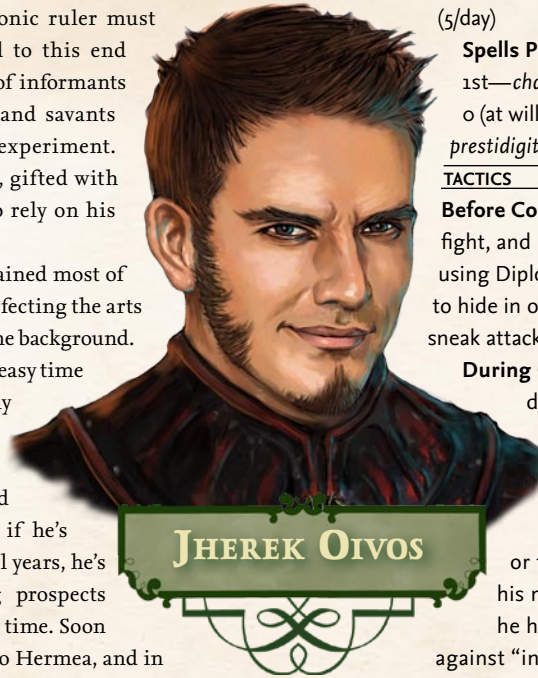 onic ruler must
d to this end
of informants
and savants
experiment.
, gifted with
o rely on his
ained most of
fecting the arts
he background.
easy time
y
d
if he’s
l years, he’s
g prospects
time. Soon
o Hermea, and in
JHEREK OIVOS
(5/day)
Spells P
1st—cha
0 (at will
prestidigit
TACTICS
Before Co
fight, and
using Diplo
to hide in o
sneak attack
During
d
or t
his r
he h
against “in